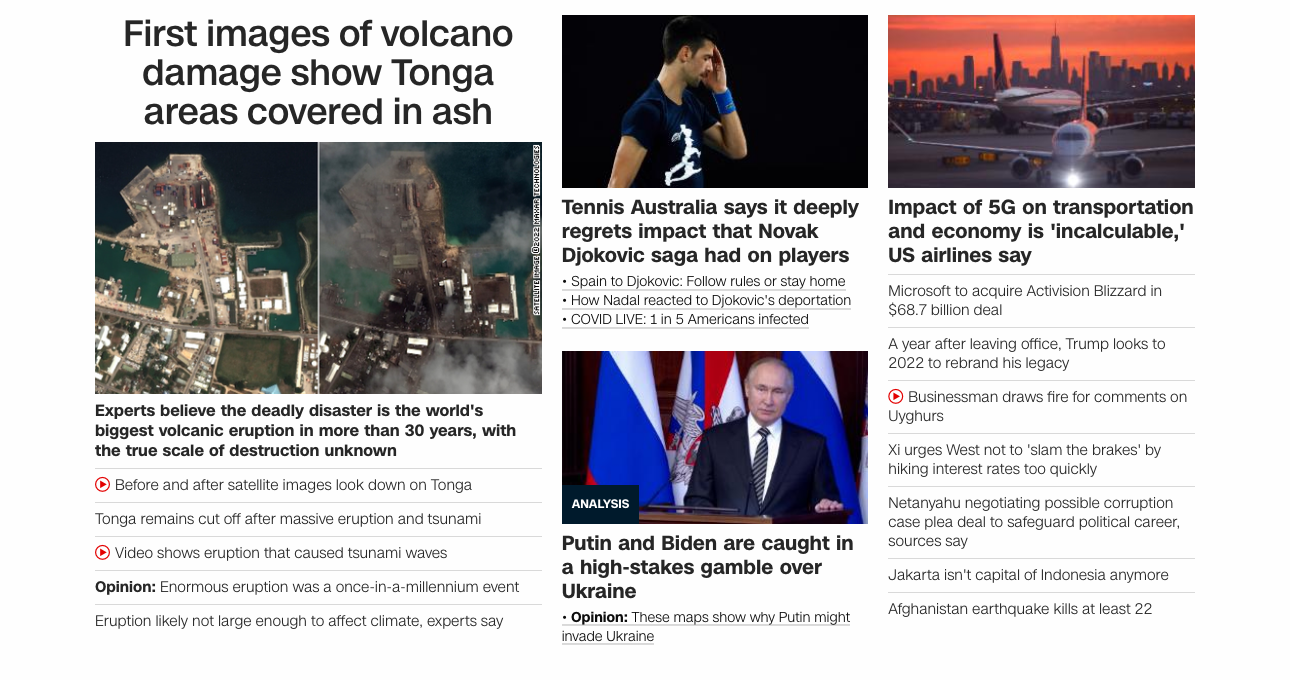 First images of volcano
damage show Tonga
areas covered in ash
SATELLITE IMAGE ©2022 MAXAR TECHNOLOGIES
Experts believe the deadly disaster is the world's
biggest volcanic eruption in more than 30 years, with
the true scale of destruction unknown
Before and after satellite images look down on Tonga
Tonga remains cut off after massive eruption and tsunami
Video shows eruption that caused tsunami waves
Opinion: Enormous eruption was a once-in-a-millennium event
Eruption likely not large enough to affect climate, experts say
Tennis Australia says it deeply
regrets impact that Novak
Djokovic saga had on players
• Spain to Djokovic: Follow rules or stay home
• How Nadal reacted to Djokovic's deportation
• COVID LIVE: 1 in 5 Americans infected
ANALYSIS
Putin and Biden are caught in
a high-stakes gamble over
Ukraine
• Opinion: These maps show why Putin might
invade Ukraine
Impact of 5G on transportation
and economy is 'incalculable,'
US airlines say
Microsoft to acquire Activision Blizzard in
$68.7 billion deal
A year after leaving office, Trump looks to
2022 to rebrand his legacy
Businessman draws fire for comments on
Uyghurs
Xi urges West not to 'slam the brakes' by
hiking interest rates too quickly
Netanyahu negotiating possible corruption
case plea deal to safeguard political career,
sources say
Jakarta isn't capital of Indonesia anymore
Afghanistan earthquake kills at least 22